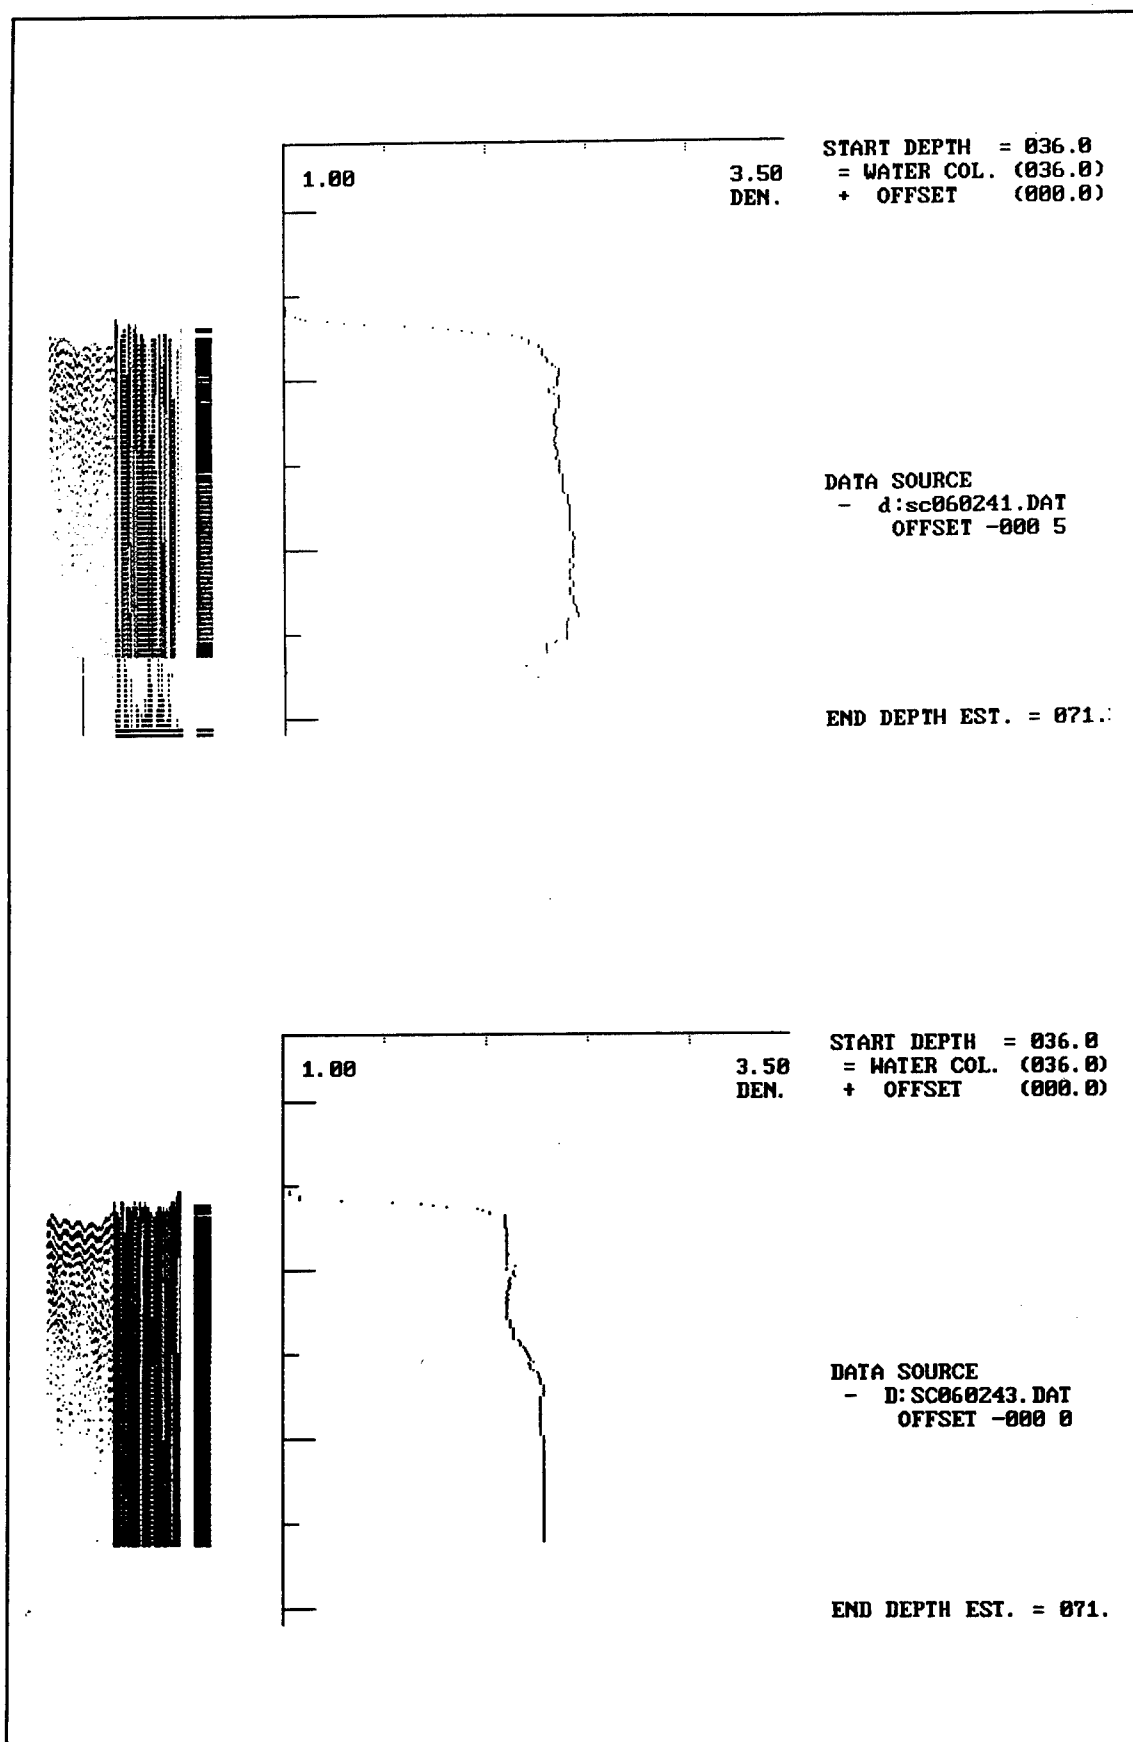 START DEPTH = 036.0
1.00
3.50
= WATER COL. (036.0)
DEN.
+ OFFSET (000.0)
DATA SOURCE
- d:sc060241.DAT
OFFSET -000 5
END DEPTH EST. = 071.
START DEPTH = 036.0
1.00
3.50
= WATER COL. (036.0)
DEN.
+ OFFSET (000.0)
DATA SOURCE
- D:SC060243.DAT
OFFSET -000 0
END DEPTH EST. = 071.